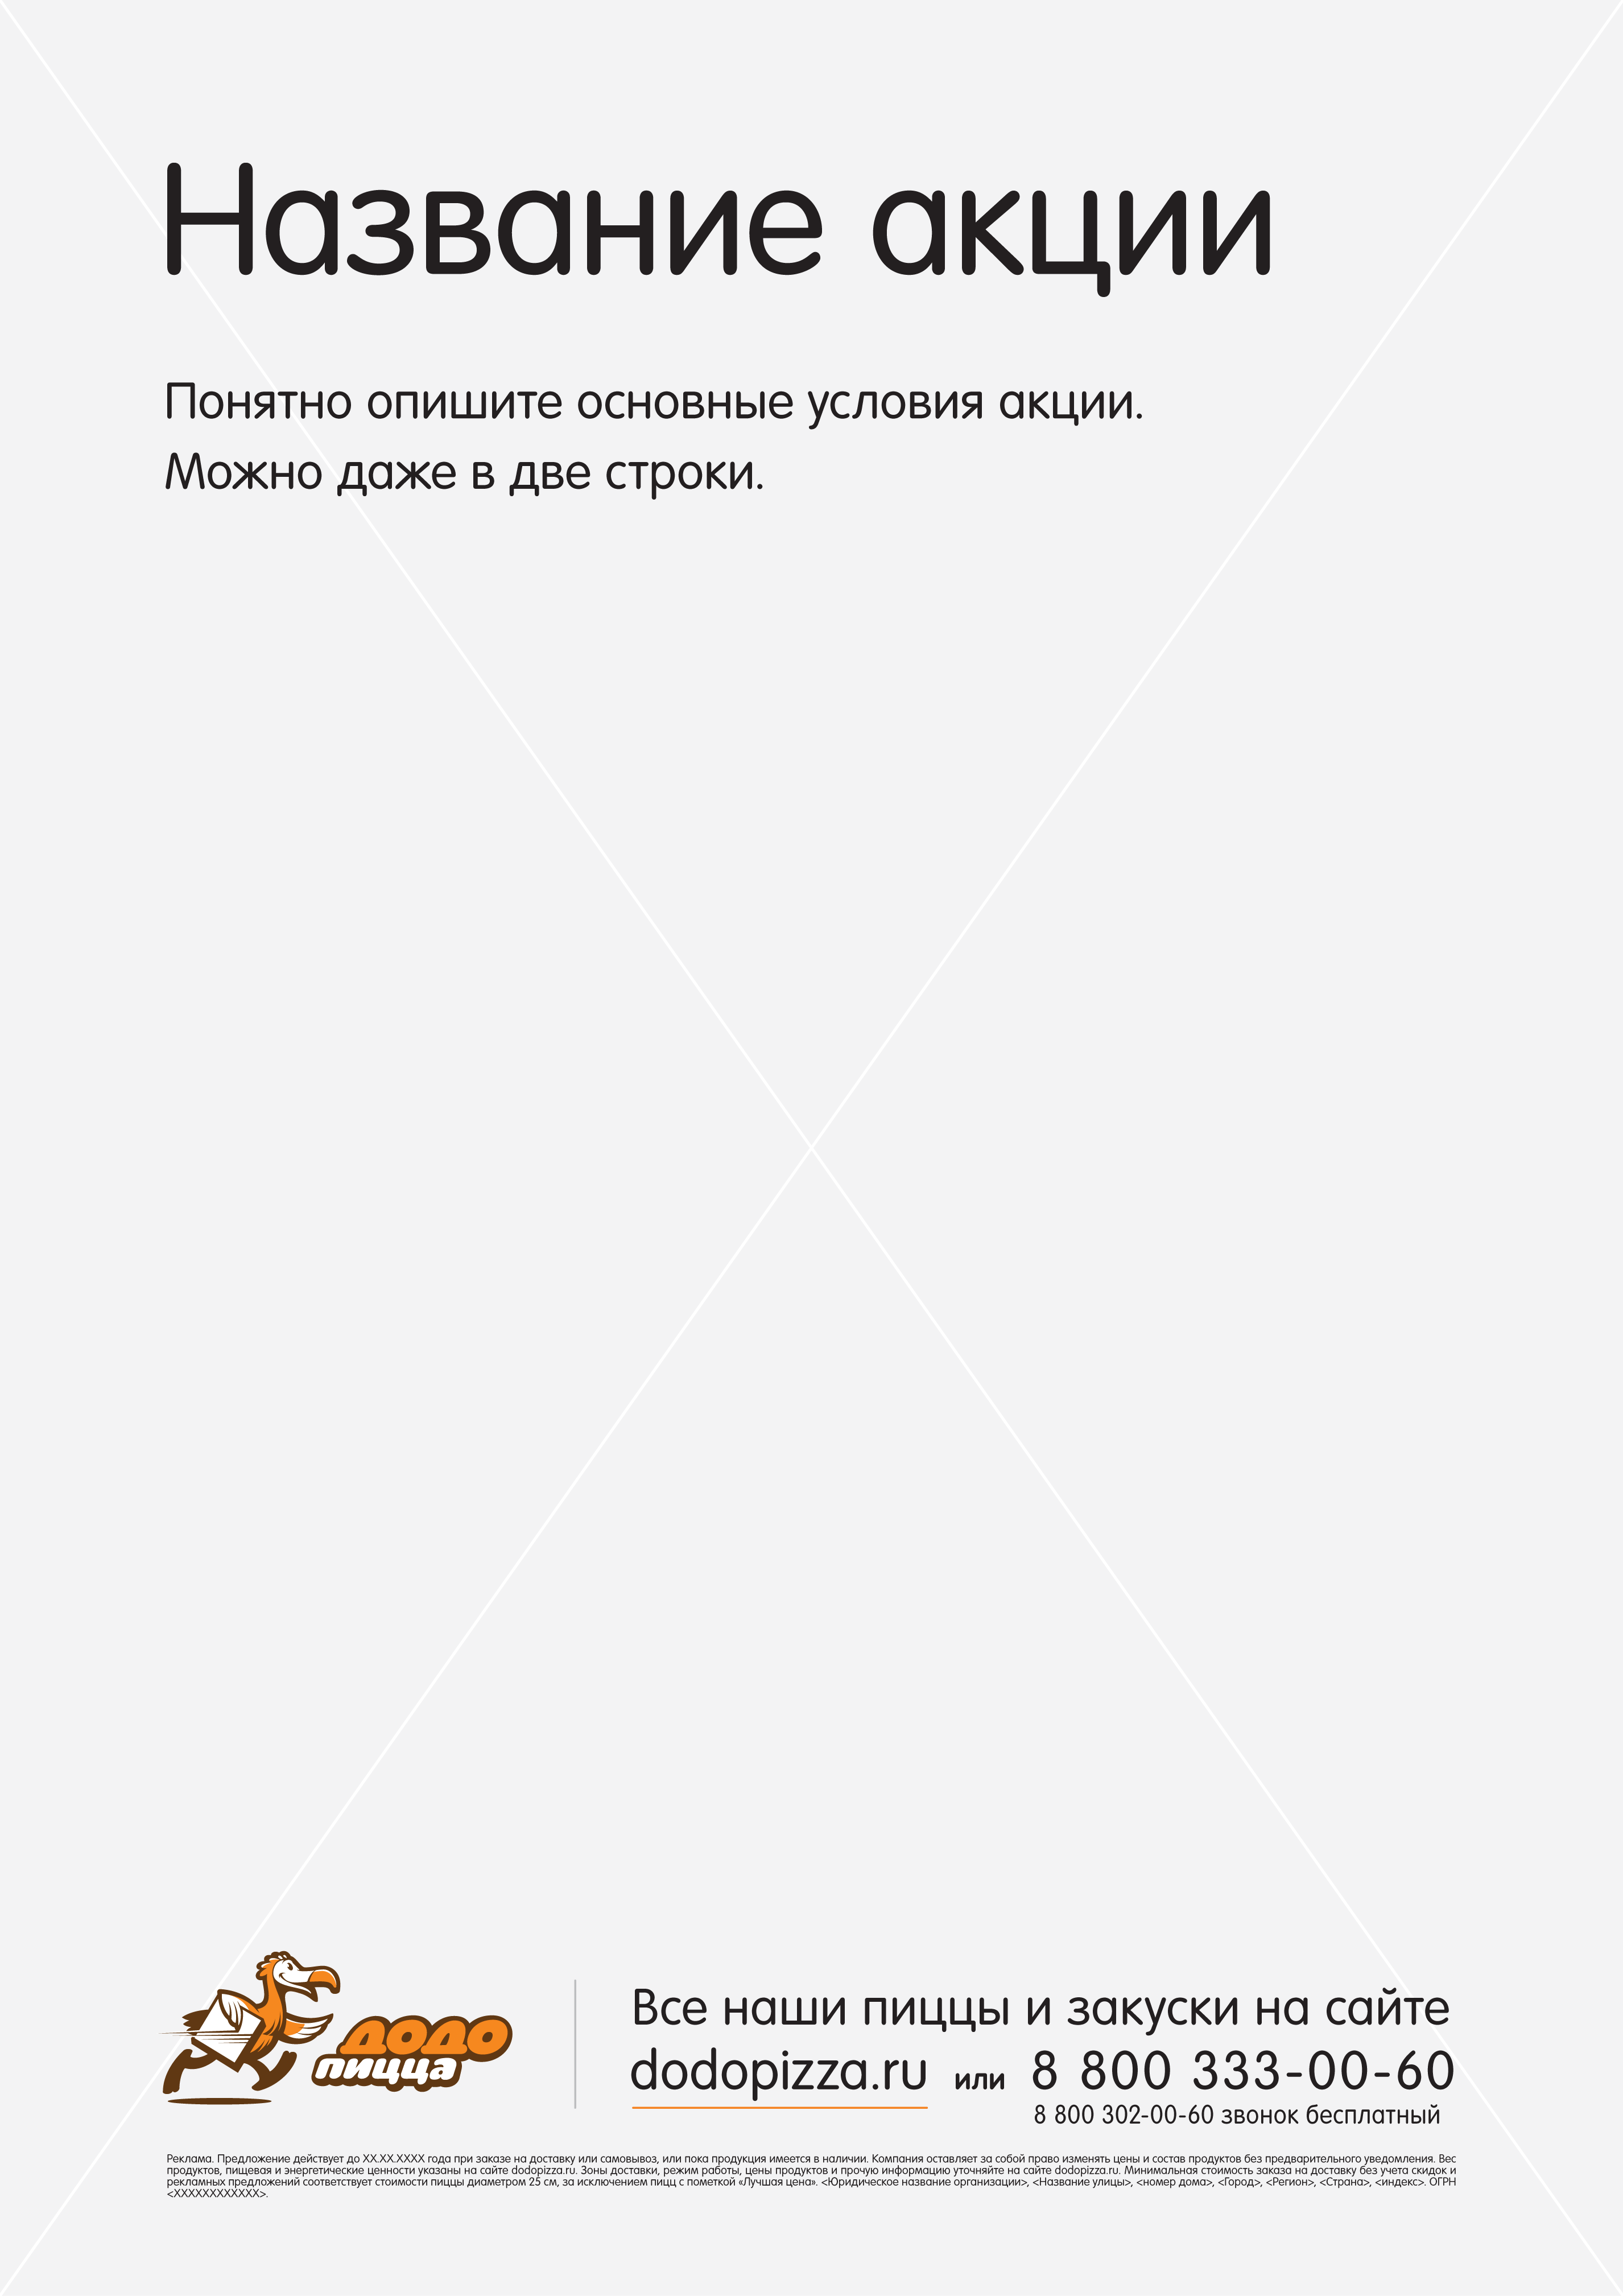 Название акции
Понятно опишите основные условия акции.
Можно даже в две строки.
додо
пицца
Все наши пиццы и закуски на сайте
dodopizza.ru или 8 800 333-00-60
8 800 302-00-60 звонок бесплатный
Реклама. Предложение действует до XX.XX.XXXX года при заказе на доставку или самовывоз, или пока продукция имеется в наличии. Компания оставляет за собой право изменять цены и состав продуктов без предварительного уведомления. Вес
продуктов, пищевая и энергетические ценности указаны на сайте dodopizza.ru. Зоны доставки, режим работы, цены продуктов и прочую информацию уточняйте на сайте dodopizza.ru. Минимальная стоимость заказа на доставку без учета скидок и
рекламных предложений соответствует стоимости пиццы диаметром 25 см, за исключением пицц с пометкой «Лучшая цена». <Юридическое название организации>, <Название улицы>, <номер дома>, <Город>, <Регион>, <Страна>, <индекс>. ОГРН
<XXXXXXXXXXXX>.